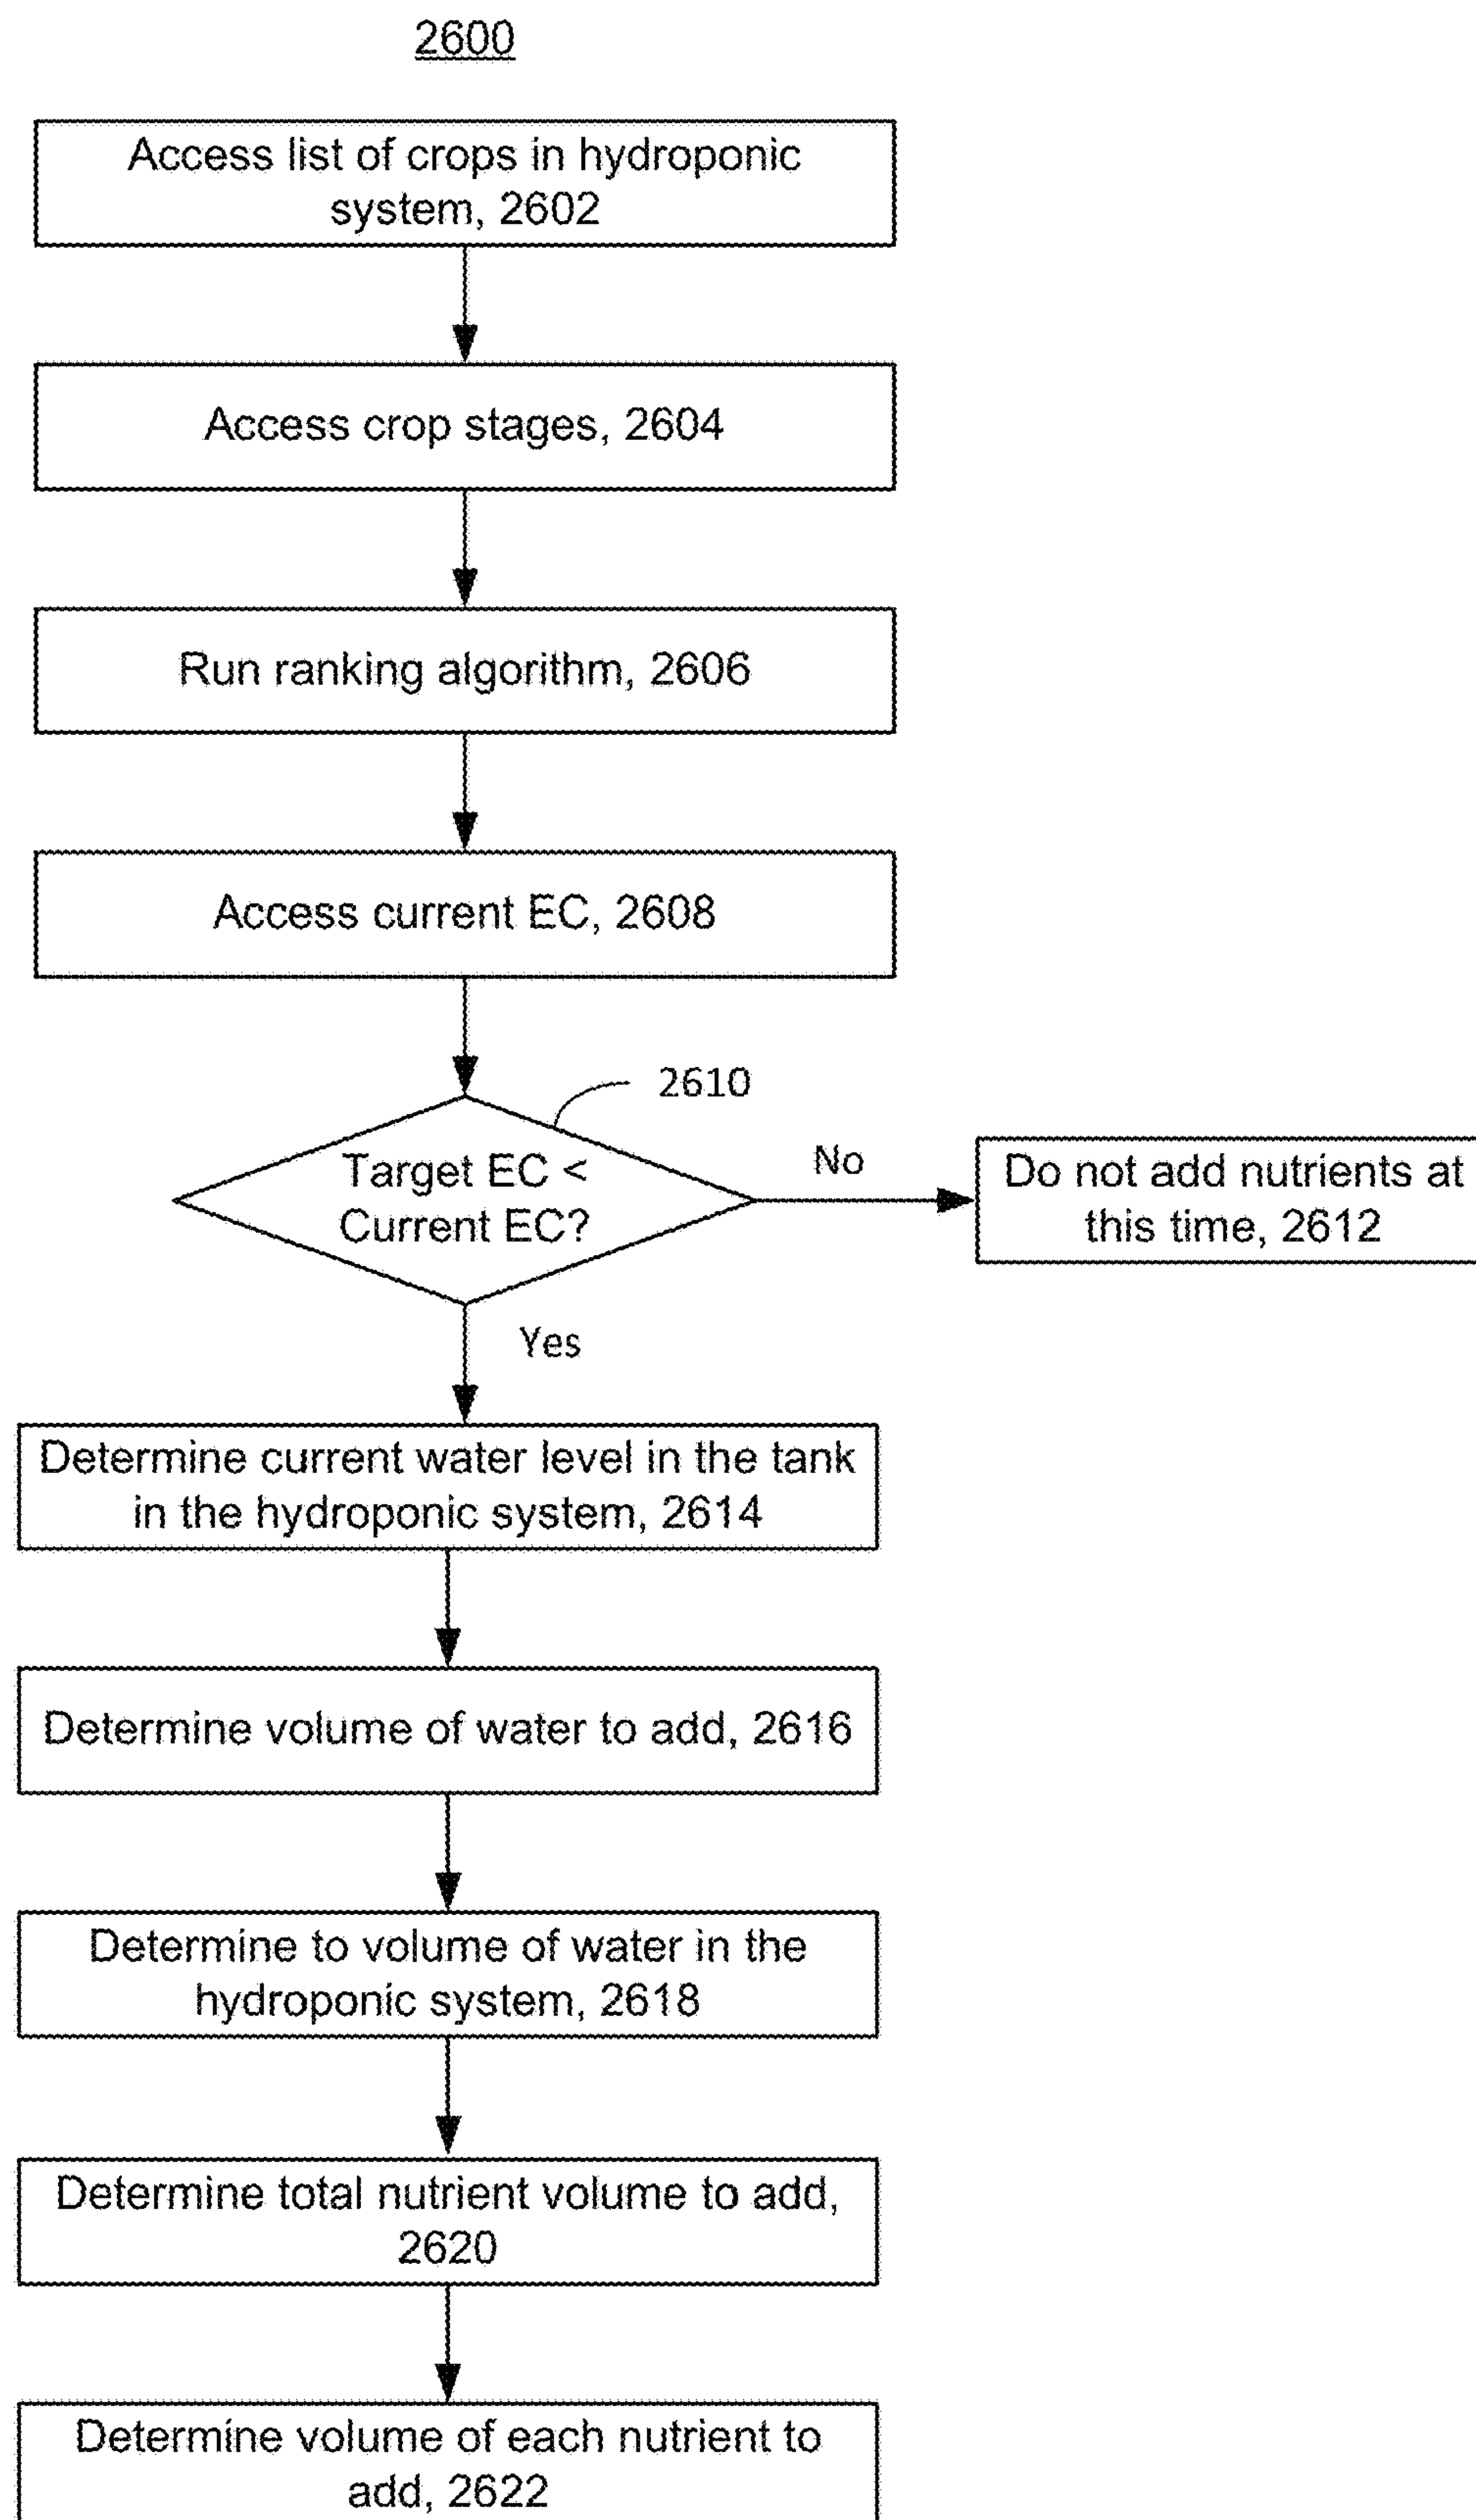 2600
Access list of crops in hydroponic
system, 2602
Access crop stages, 2604
Run ranking algorithm, 2606
Access current EC, 2608
2610
Target EC <
Current EC?
No
Do not add nutrients at
this time, 2612
Yes
Determine current water level in the tank
in the hydroponic system, 2614
Determine volume of water to add, 2616
Determine to volume of water in the
hydroponic system, 2618
Determine total nutrient volume to add,
2620
Determine volume of each nutrient to
add, 2622